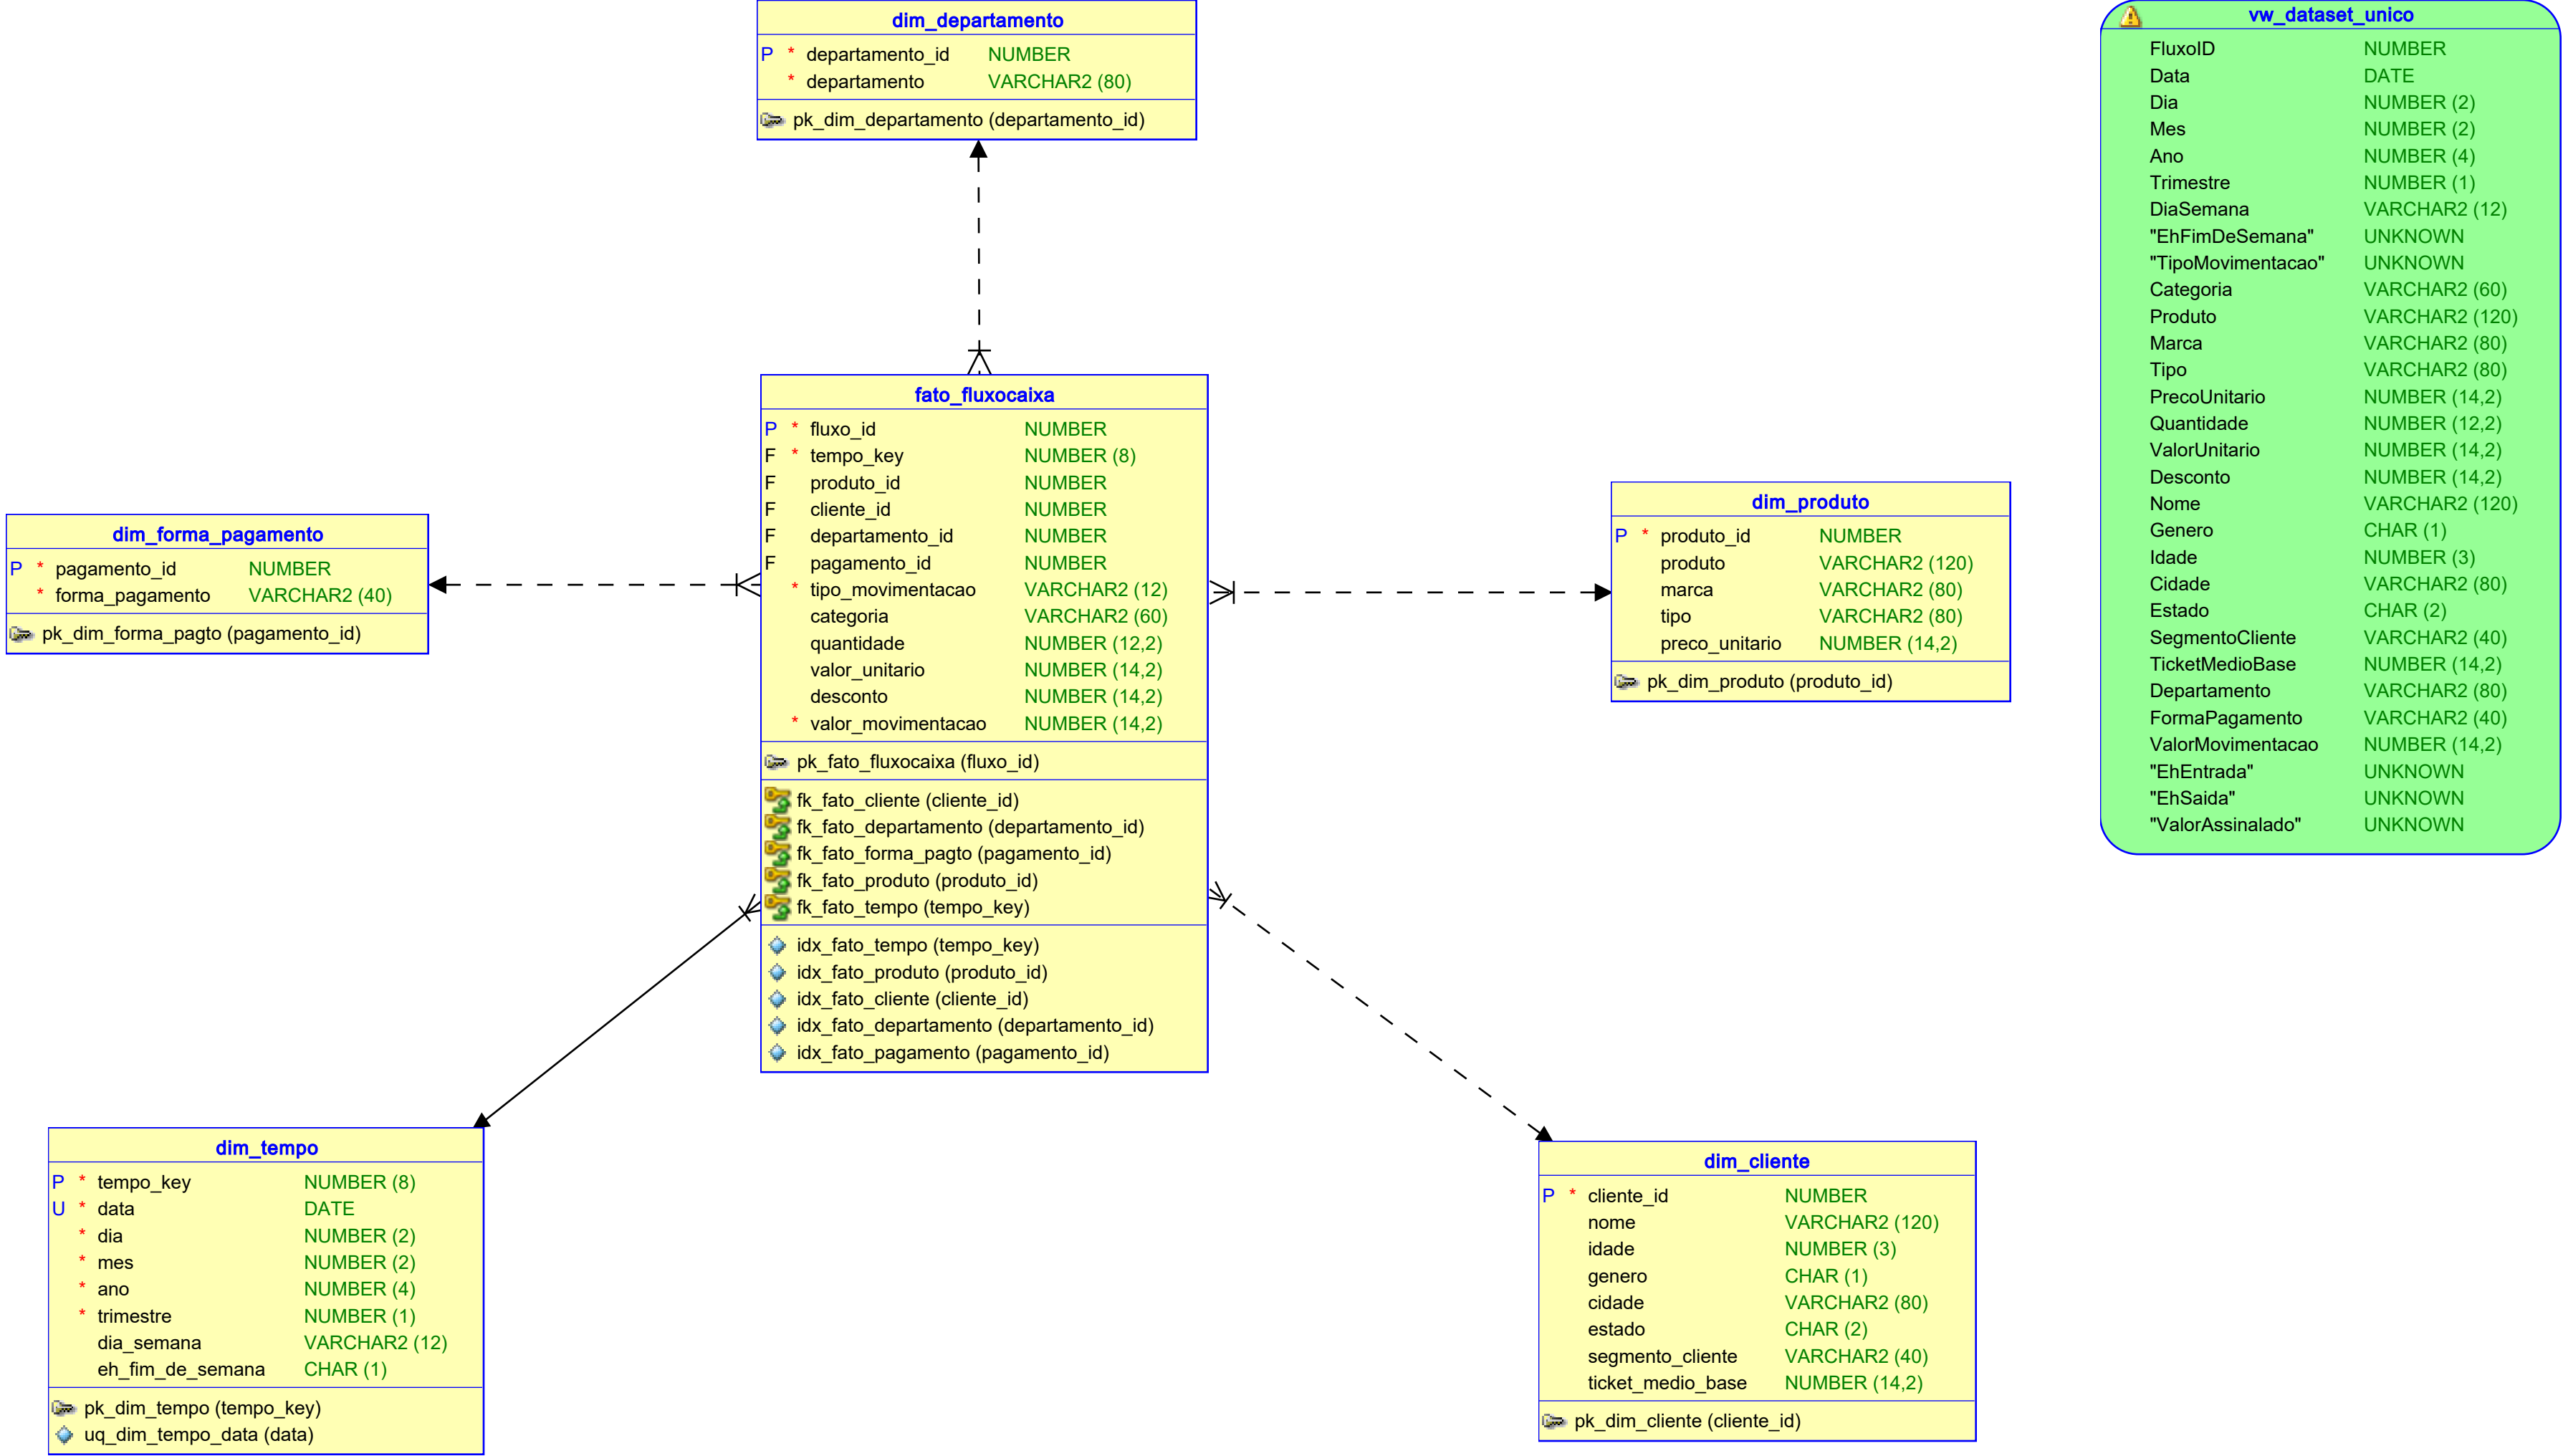 dim_departamento
P * departamento_id NUMBER
* departamento VARCHAR2 (80)
pk_dim_departamento (departamento_id)
vw_dataset_unico
FluxoID NUMBER
Data DATE
Dia NUMBER (2)
Mes NUMBER (2)
Ano NUMBER (4)
Trimestre NUMBER (1)
DiaSemana VARCHAR2 (12)
"EhFimDeSemana" UNKNOWN
"TipoMovimentacao" UNKNOWN
Categoria VARCHAR2 (60)
Produto VARCHAR2 (120)
Marca VARCHAR2 (80)
Tipo VARCHAR2 (80)
PrecoUnitario NUMBER (14,2)
Quantidade NUMBER (12,2)
ValorUnitario NUMBER (14,2)
Desconto NUMBER (14,2)
Nome VARCHAR2 (120)
Genero CHAR (1)
Idade NUMBER (3)
Cidade VARCHAR2 (80)
Estado CHAR (2)
SegmentoCliente VARCHAR2 (40)
TicketMedioBase NUMBER (14,2)
Departamento VARCHAR2 (80)
FormaPagamento VARCHAR2 (40)
ValorMovimentacao NUMBER (14,2)
"EhEntrada" UNKNOWN
"EhSaida" UNKNOWN
"ValorAssinalado" UNKNOWN
fato_fluxocaixa
P * fluxo_id NUMBER
F * tempo_key NUMBER (8)
F produto_id NUMBER
F cliente_id NUMBER
F departamento_id NUMBER
F pagamento_id NUMBER
* tipo_movimentacao VARCHAR2 (12)
categoria VARCHAR2 (60)
quantidade NUMBER (12,2)
valor_unitario NUMBER (14,2)
desconto NUMBER (14,2)
* valor_movimentacao NUMBER (14,2)
pk_fato_fluxocaixa (fluxo_id)
fk_fato_cliente (cliente_id)
fk_fato_departamento (departamento_id)
fk_fato_forma_pagto (pagamento_id)
fk_fato_produto (produto_id)
fk_fato_tempo (tempo_key)
idx_fato_tempo (tempo_key)
idx_fato_produto (produto_id)
idx_fato_cliente (cliente_id)
idx_fato_departamento (departamento_id)
idx_fato_pagamento (pagamento_id)
dim_forma_pagamento
P * pagamento_id NUMBER
* forma_pagamento VARCHAR2 (40)
pk_dim_forma_pagto (pagamento_id)
dim_produto
P * produto_id NUMBER
produto VARCHAR2 (120)
marca VARCHAR2 (80)
tipo VARCHAR2 (80)
preco_unitario NUMBER (14,2)
pk_dim_produto (produto_id)
dim_tempo
P * tempo_key NUMBER (8)
U * data DATE
* dia NUMBER (2)
* mes NUMBER (2)
* ano NUMBER (4)
* trimestre NUMBER (1)
dia_semana VARCHAR2 (12)
eh_fim_de_semana CHAR (1)
pk_dim_tempo (tempo_key)
uq_dim_tempo_data (data)
dim_cliente
P * cliente_id NUMBER
nome VARCHAR2 (120)
idade NUMBER (3)
genero CHAR (1)
cidade VARCHAR2 (80)
estado CHAR (2)
segmento_cliente VARCHAR2 (40)
ticket_medio_base NUMBER (14,2)
pk_dim_cliente (cliente_id)